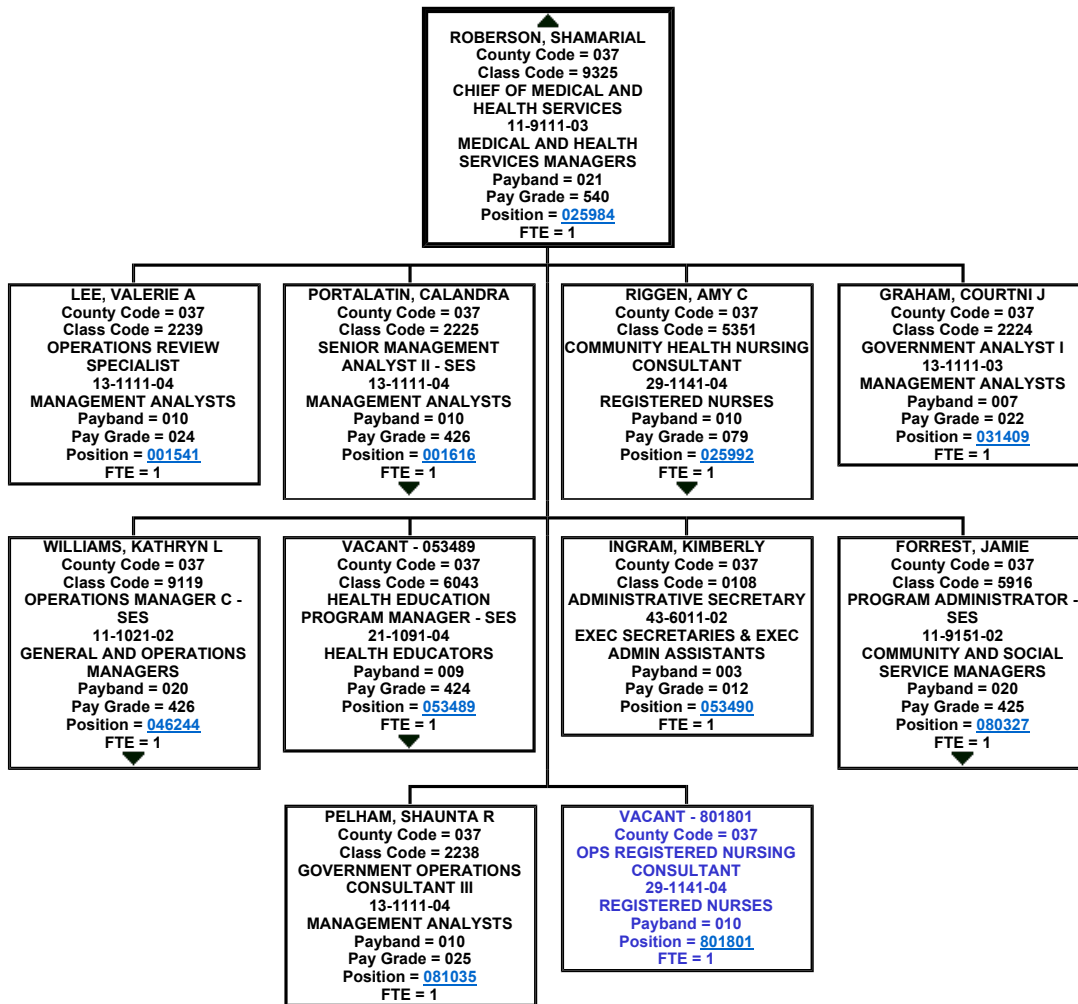 ROBERSON, SHAMARIAL
County Code = 037
Class Code = 9325
CHIEF OF MEDICAL AND
HEALTH SERVICES
11-9111-03
MEDICAL AND HEALTH
SERVICES MANAGERS
Payband = 021
Pay Grade = 540
Position = 025984
FTE = 1
LEE, VALERIE A
County Code = 037
Class Code = 2239
OPERATIONS REVIEW
SPECIALIST
13-1111-04
MANAGEMENT ANALYSTS
Payband = 010
Pay Grade = 024
Position = 001541
FTE = 1
PORTALATIN, CALANDRA
County Code = 037
Class Code = 2225
SENIOR MANAGEMENT
ANALYST II - SES
13-1111-04
MANAGEMENT ANALYSTS
Payband = 010
Pay Grade = 426
Position = 001616
FTE = 1
RIGGEN, AMY C
County Code = 037
Class Code = 5351
COMMUNITY HEALTH NURSING
CONSULTANT
29-1141-04
REGISTERED NURSES
Payband = 010
Pay Grade = 079
Position = 025992
FTE = 1
GRAHAM, COURTNI J
County Code = 037
Class Code = 2224
GOVERNMENT ANALYST I
13-1111-03
MANAGEMENT ANALYSTS
Payband = 007
Pay Grade = 022
Position = 031409
FTE = 1
WILLIAMS, KATHRYN L
County Code = 037
Class Code = 9119
OPERATIONS MANAGER C -
SES
11-1021-02
GENERAL AND OPERATIONS
MANAGERS
Payband = 020
Pay Grade = 426
Position = 046244
FTE = 1
VACANT - 053489
County Code = 037
Class Code = 6043
HEALTH EDUCATION
PROGRAM MANAGER - SES
21-1091-04
HEALTH EDUCATORS
Payband = 009
Pay Grade = 424
Position = 053489
FTE = 1
INGRAM, KIMBERLY
County Code = 037
Class Code = 0108
ADMINISTRATIVE SECRETARY
43-6011-02
EXEC SECRETARIES & EXEC
ADMIN ASSISTANTS
Payband = 003
Pay Grade = 012
Position = 053490
FTE = 1
FORREST, JAMIE
County Code = 037
Class Code = 5916
PROGRAM ADMINISTRATOR -
SES
11-9151-02
COMMUNITY AND SOCIAL
SERVICE MANAGERS
Payband = 020
Pay Grade = 425
Position = 080327
FTE = 1
PELHAM, SHAUNTA R
County Code = 037
Class Code = 2238
GOVERNMENT OPERATIONS
CONSULTANT III
13-1111-04
MANAGEMENT ANALYSTS
Payband = 010
Pay Grade = 025
Position = 081035
FTE = 1
VACANT - 801801
County Code = 037
OPS REGISTERED NURSING
CONSULTANT
29-1141-04
REGISTERED NURSES
Payband = 010
Position = 801801
FTE = 1